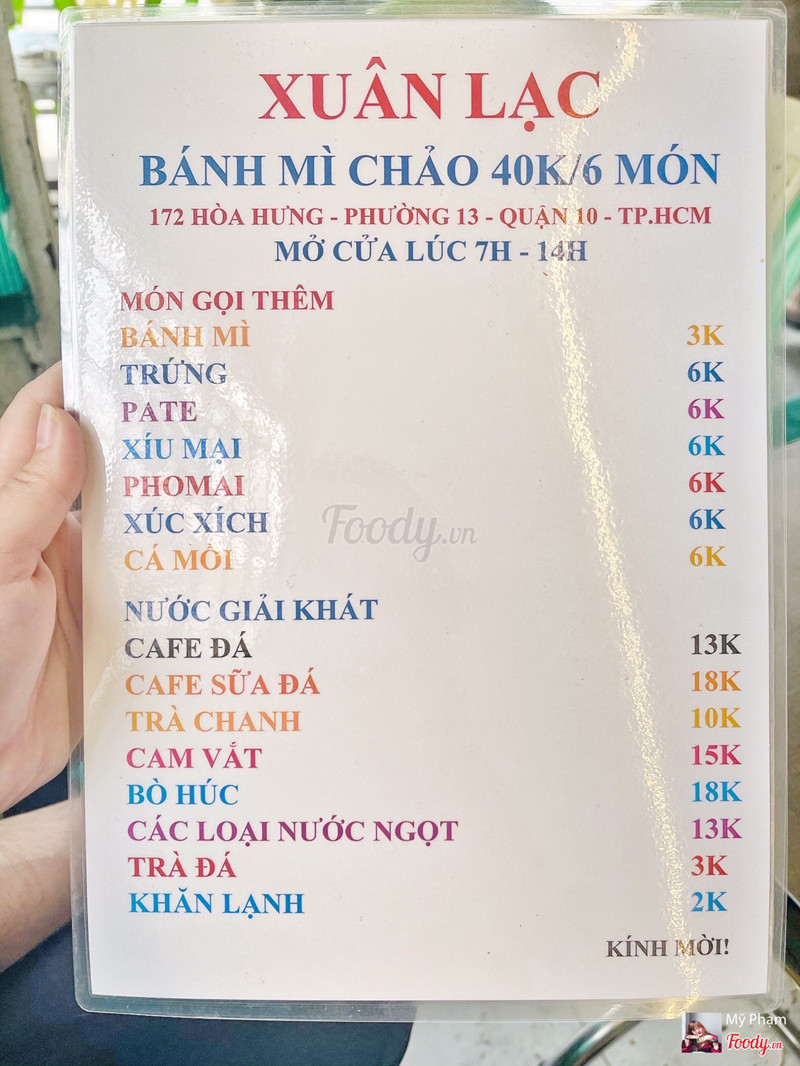 XUÂN LẠC
BÁNH MÌ CHẢO 40K/6 MÓN
172 HÒA HƯNG - PHƯỜNG 13 - QUẬN 10 - TP.HCM
MỞ CỬA LÚC 7H - 14H
MÓN GỌI THÊM
BÁNH MÌ 3K
TRỨNG 6K
PATE 6K
XÍU MẠI 6K
PHOMAI 6K
XÚC XÍCH 6K
CÁ MÒI 6K
NƯỚC GIẢI KHÁT
CAFE ĐÁ 13K
CAFE SỮA ĐÁ 18K
TRÀ CHANH 10K
CAM VẮT 15K
BÒ HÚC 18K
CÁC LOẠI NƯỚC NGỌT 13K
TRÀ ĐÁ 3K
KHĂN LẠNH 2K
KÍNH MỜI!
Foody.vn
Mỹ Phạm
Foody.vn